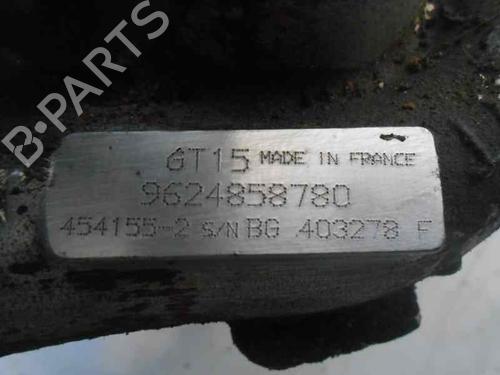 B·PARTS
GT15 MADE IN FRANCE
9624858780
454155-2 S/N BG 403278 F